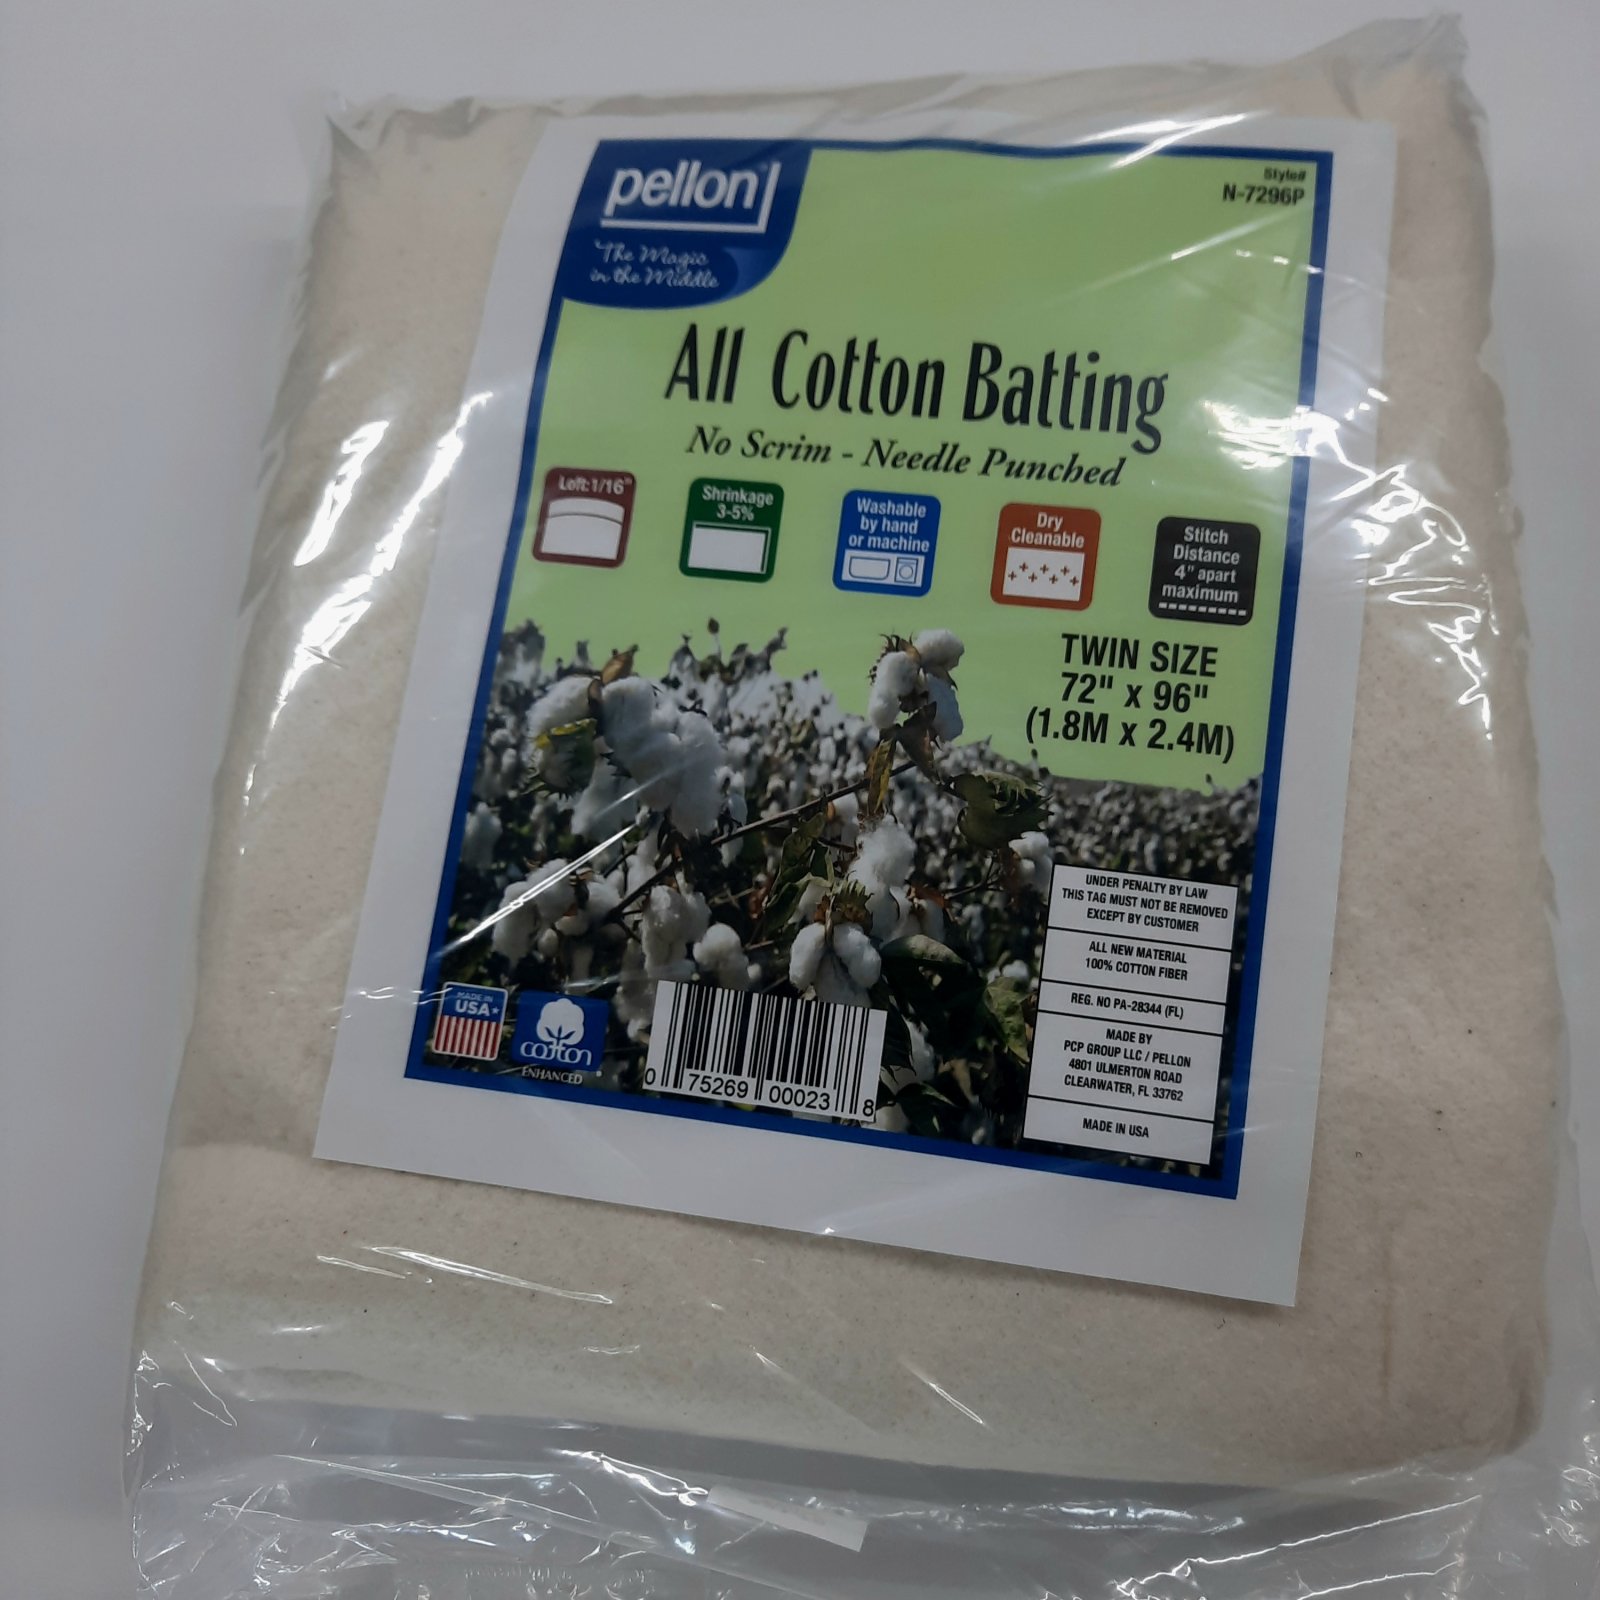 pellon®
The Magic
in the Middle
Style#
N-7296P
All Cotton Batting
No Scrim - Needle Punched
Loft:1/16"
Shrinkage
3-5%
Washable
by hand
or machine
Dry
Cleanable
Stitch
Distance
4" apart
maximum
TWIN SIZE
72" x 96"
(1.8M x 2.4M)
UNDER PENALTY BY LAW
THIS TAG MUST NOT BE REMOVED
EXCEPT BY CUSTOMER
ALL NEW MATERIAL
100% COTTON FIBER
REG. NO PA-28344 (FL)
MADE BY
PCP GROUP LLC / PELLON
4801 ULMERTON ROAD
CLEARWATER, FL 33762
MADE IN USA
MADE IN
USA
cotton
ENHANCED
0 75269 00023 8